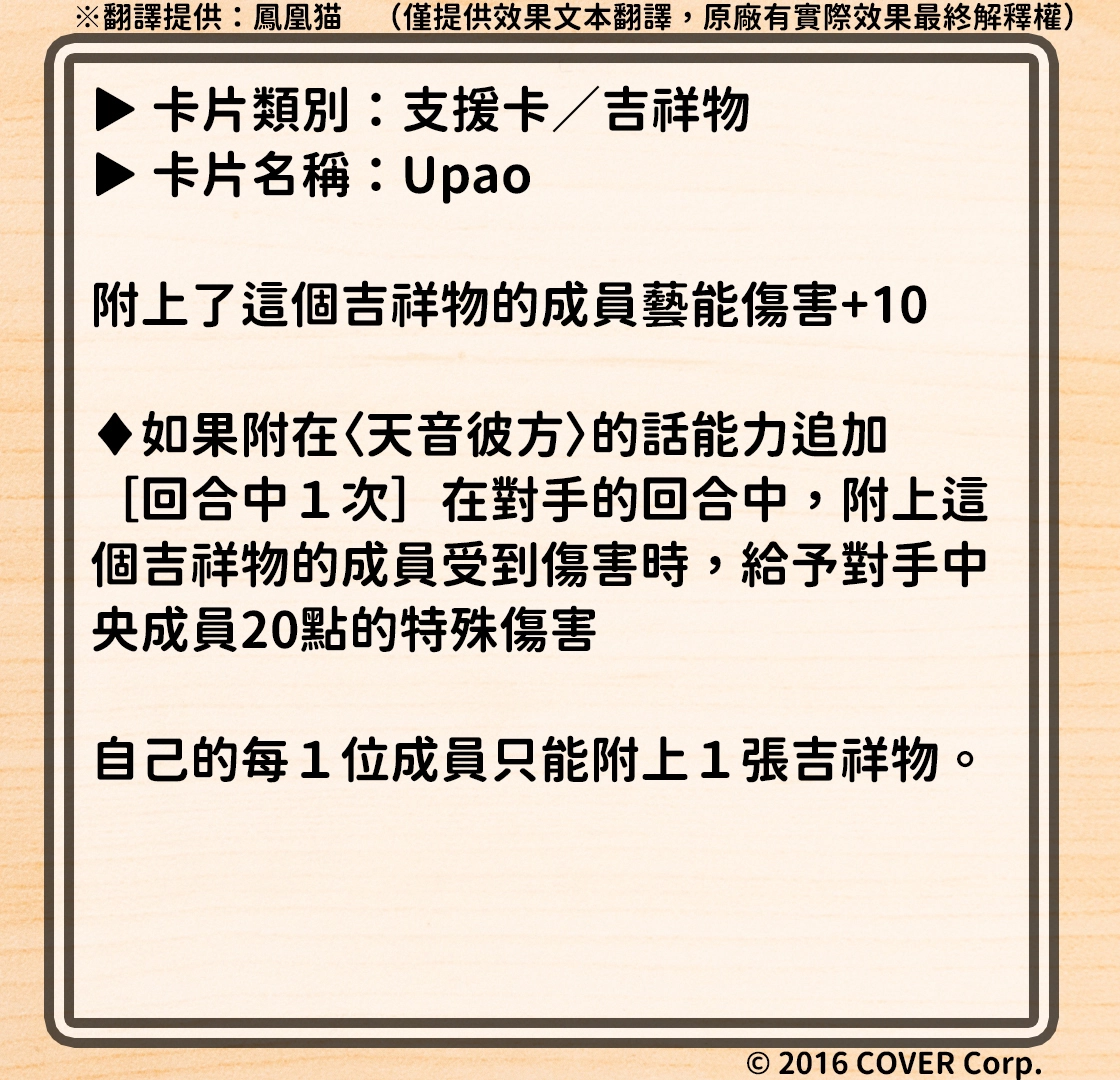 ※翻譯提供：鳳凰猫　（僅提供效果文本翻譯，原廠有實際效果最終解釋權）
▶ 卡片類別：支援卡／吉祥物
▶ 卡片名稱：Upao
附上了這個吉祥物的成員藝能傷害+10
♦如果附在〈天音彼方〉的話能力追加
［回合中１次］在對手的回合中，附上這
個吉祥物的成員受到傷害時，給予對手中
央成員20點的特殊傷害
自己的每１位成員只能附上１張吉祥物。
© 2016 COVER Corp.